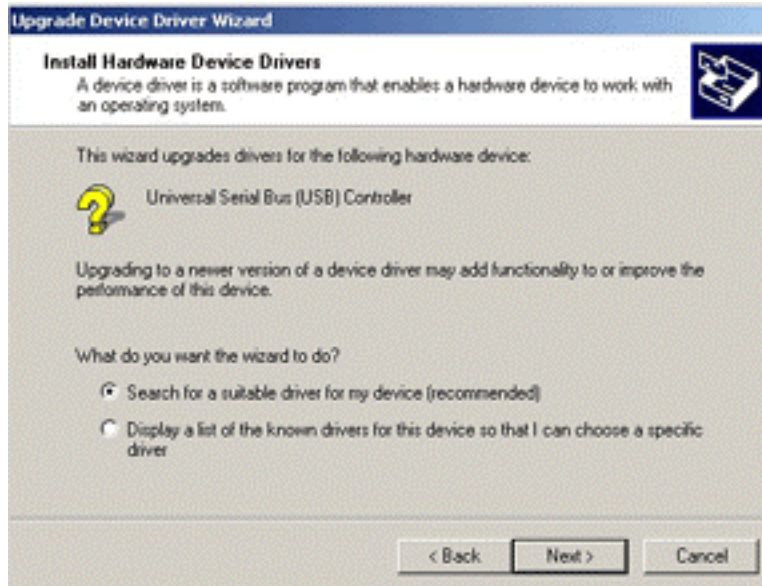 Upgrade Device Driver Wizard
Install Hardware Device Drivers
A device driver is a software program that enables a hardware device to work with
an operating system.
This wizard upgrades drivers for the following hardware device:
Universal Serial Bus (USB) Controller
Upgrading to a newer version of a device driver may add functionality to or improve the
performance of this device.
What do you want the wizard to do?
Search for a suitable driver for my device (recommended)
Display a list of the known drivers for this device so that I can choose a specific
driver
< Back Next > Cancel